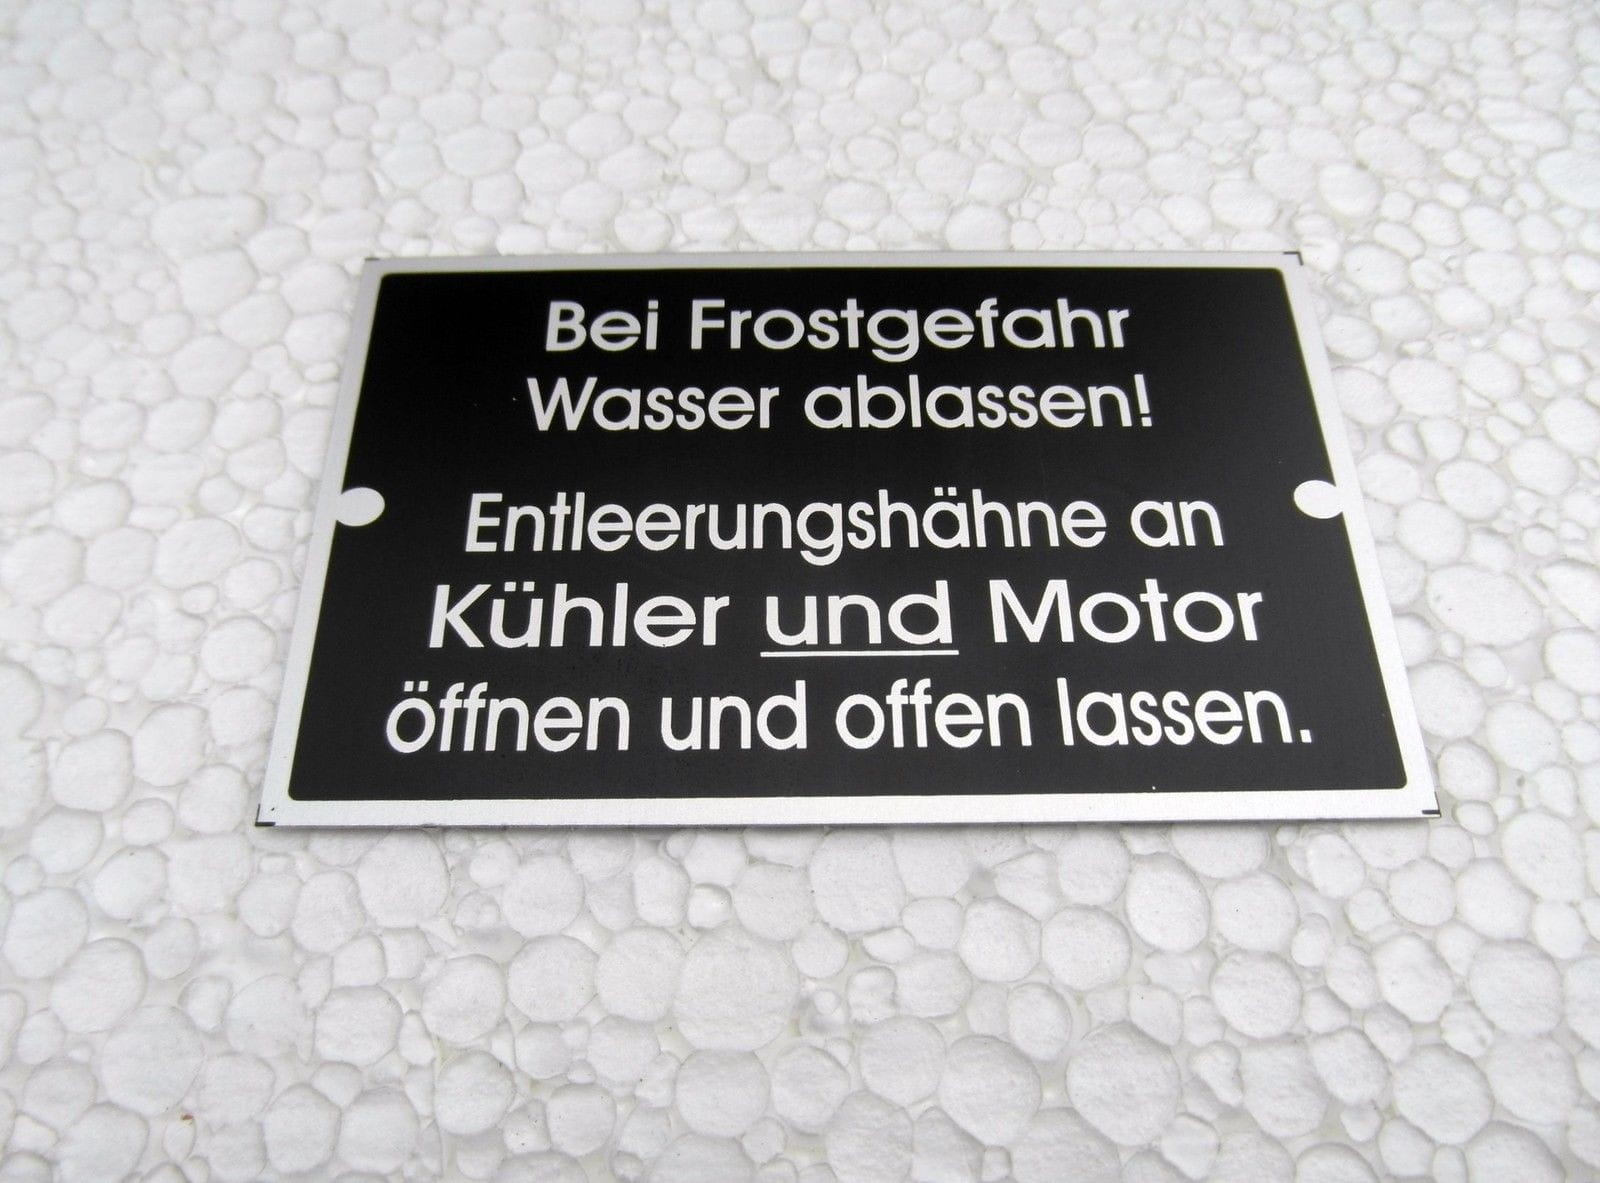 Bei Frostgefahr
Wasser ablassen!
Entleerungshähne an
Kühler und Motor
öffnen und offen lassen.